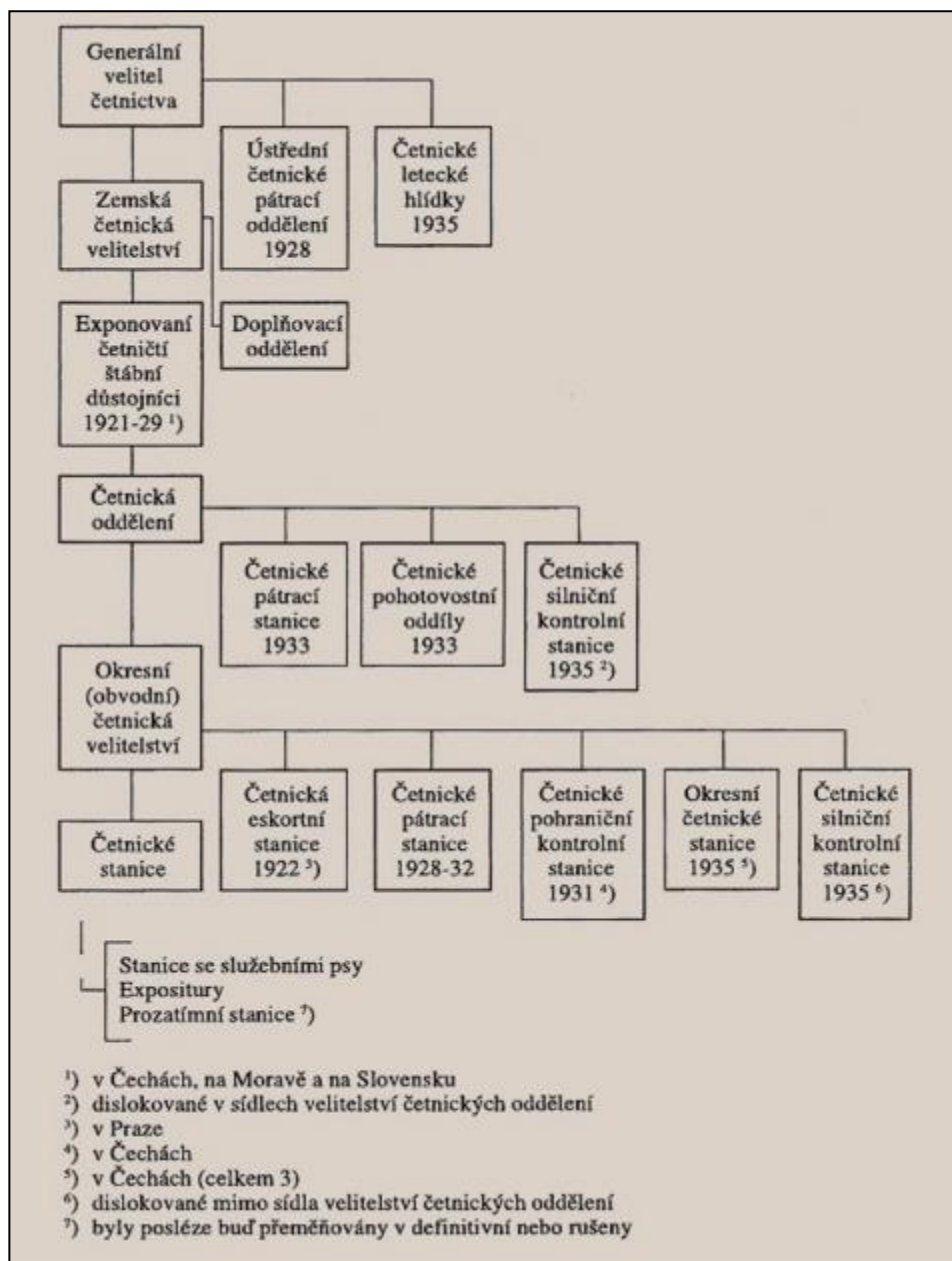 Generální
velitel
četnictva
Ústřední
četnické
pátrací
oddělení
1928
Četnické
letecké
hlídky
1935
Zemská
četnická
velitelství
Doplňovací
oddělení
Exponovaní
četničtí
štábní
důstojníci
1921-29 ¹)
Četnická
oddělení
Četnické
pátrací
stanice
1933
Četnické
pohotovostní
oddíly
1933
Četnické
silniční
kontrolní
stanice
1935 ²)
Okresní
(obvodní)
četnická
velitelství
Četnická
eskortní
stanice
1922 ³)
Četnické
pátrací
stanice
1928-32
Četnické
pohraniční
kontrolní
stanice
1931 ⁴)
Okresní
četnické
stanice
1935 ⁵)
Četnické
silniční
kontrolní
stanice
1935 ⁶)
Četnické
stanice
Stanice se služebními psy
Expositury
Prozatímní stanice ⁷)
¹) v Čechách, na Moravě a na Slovensku
²) dislokované v sídlech velitelství četnických oddělení
³) v Praze
⁴) v Čechách
⁵) v Čechách (celkem 3)
⁶) dislokované mimo sídla velitelství četnických oddělení
⁷) byly posléze buď přeměňovány v definitivní nebo rušeny